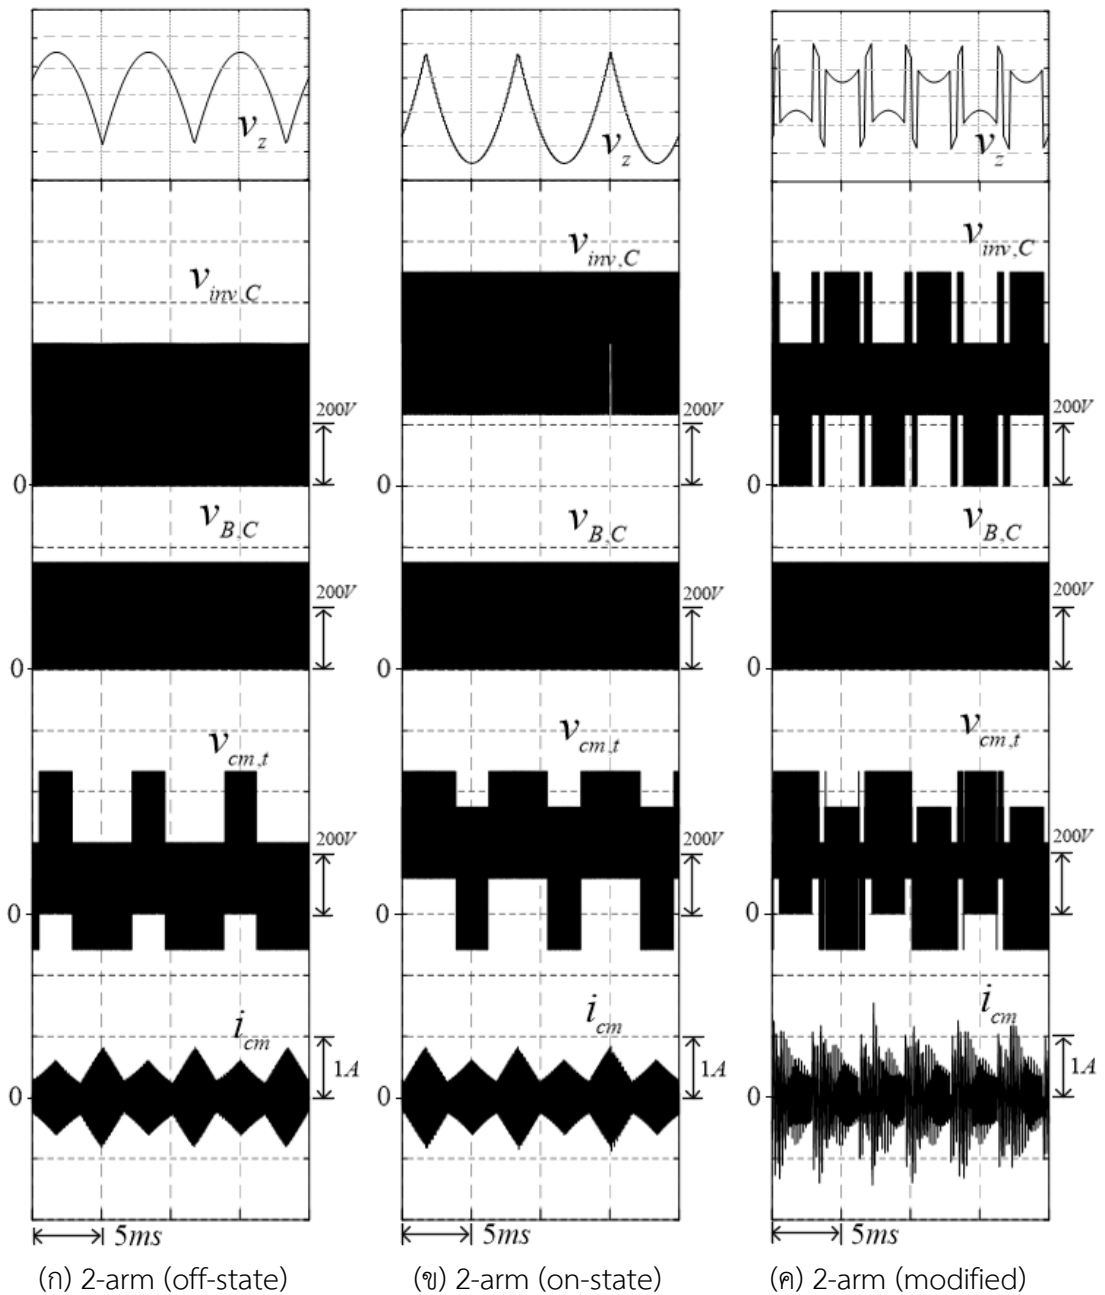 v_z
v_inv,C
200V
0
v_B,C
200V
0
v_cm,t
200V
0
i_cm
1A
0
5ms
(ก) 2-arm (off-state)
v_z
v_inv,C
200V
0
v_B,C
200V
0
v_cm,t
200V
0
i_cm
1A
0
5ms
(ข) 2-arm (on-state)
v_z
v_inv,C
200V
0
v_B,C
200V
0
v_cm,t
200V
0
i_cm
1A
0
5ms
(ค) 2-arm (modified)